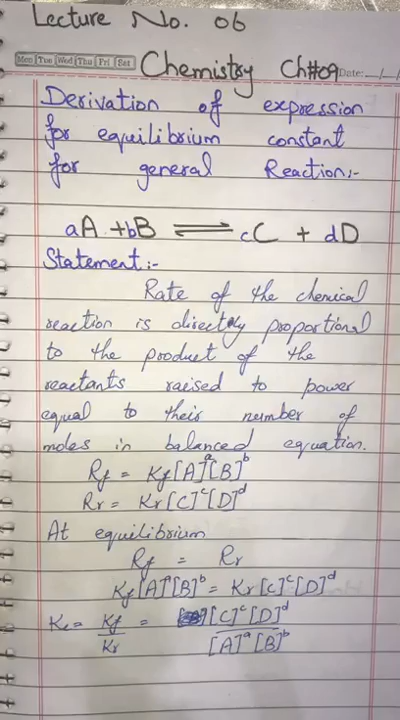 Lecture No. 06
Mon Tue Wed Thu Fri Sat Chemistry Ch#09 Date: __/__/
Derivation of expression
for equilibrium constant
for general Reaction:-
aA + bB ⇌ cC + dD
Statement:-
Rate of the chemical
reaction is directly proportional
to the product of the
reactants raised to power
equal to their number of
moles in balanced equation.
Rf = Kf[A]^a[B]^b
Rr = Kr[C]^c[D]^d
At equilibrium
Rf = Rr
Kf[A]^a[B]^b = Kr[C]^c[D]^d
Kc = Kf/Kr = [C]^c[D]^d/[A]^a[B]^b